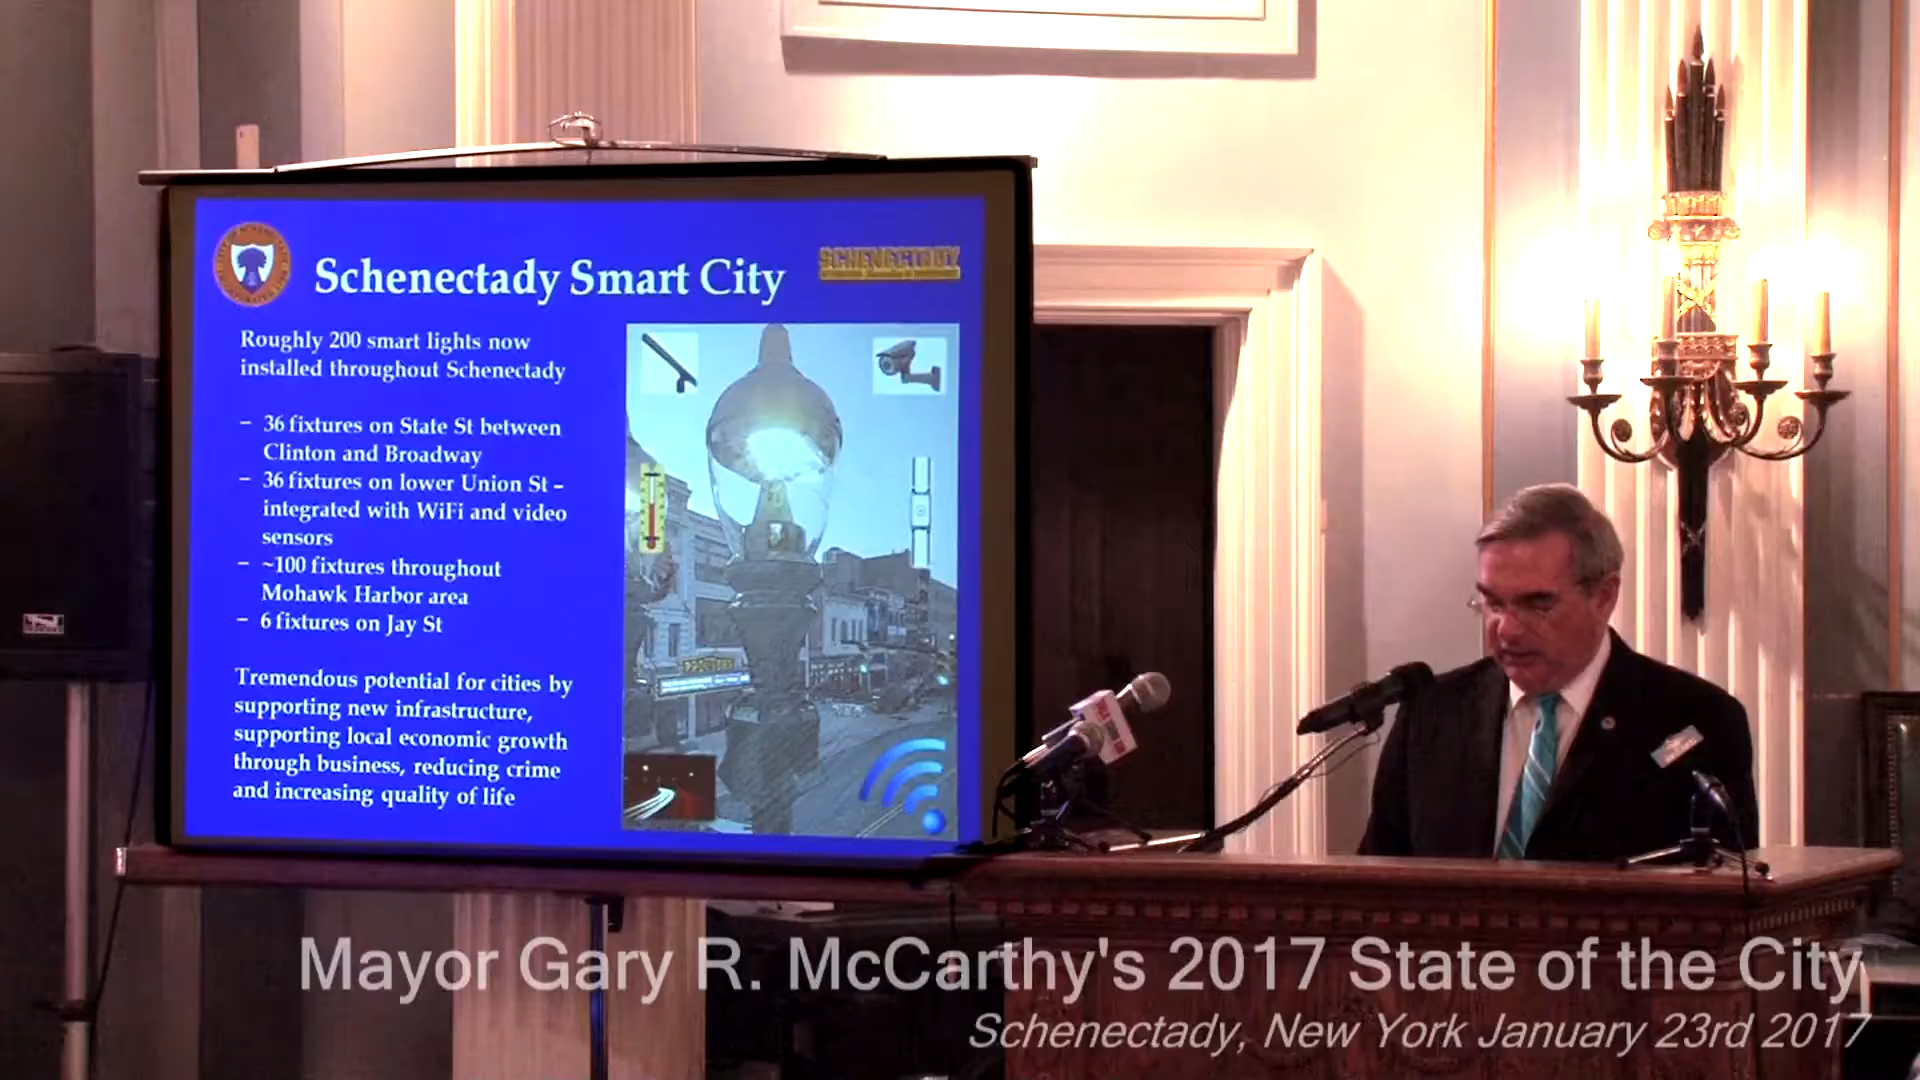 Schenectady Smart City
SCHENECTADY
Roughly 200 smart lights now
installed throughout Schenectady
– 36 fixtures on State St between
Clinton and Broadway
– 36 fixtures on lower Union St –
integrated with WiFi and video
sensors
– ~100 fixtures throughout
Mohawk Harbor area
– 6 fixtures on Jay St
Tremendous potential for cities by
supporting new infrastructure,
supporting local economic growth
through business, reducing crime
and increasing quality of life
Mayor Gary R. McCarthy's 2017 State of the City
Schenectady, New York January 23rd 2017